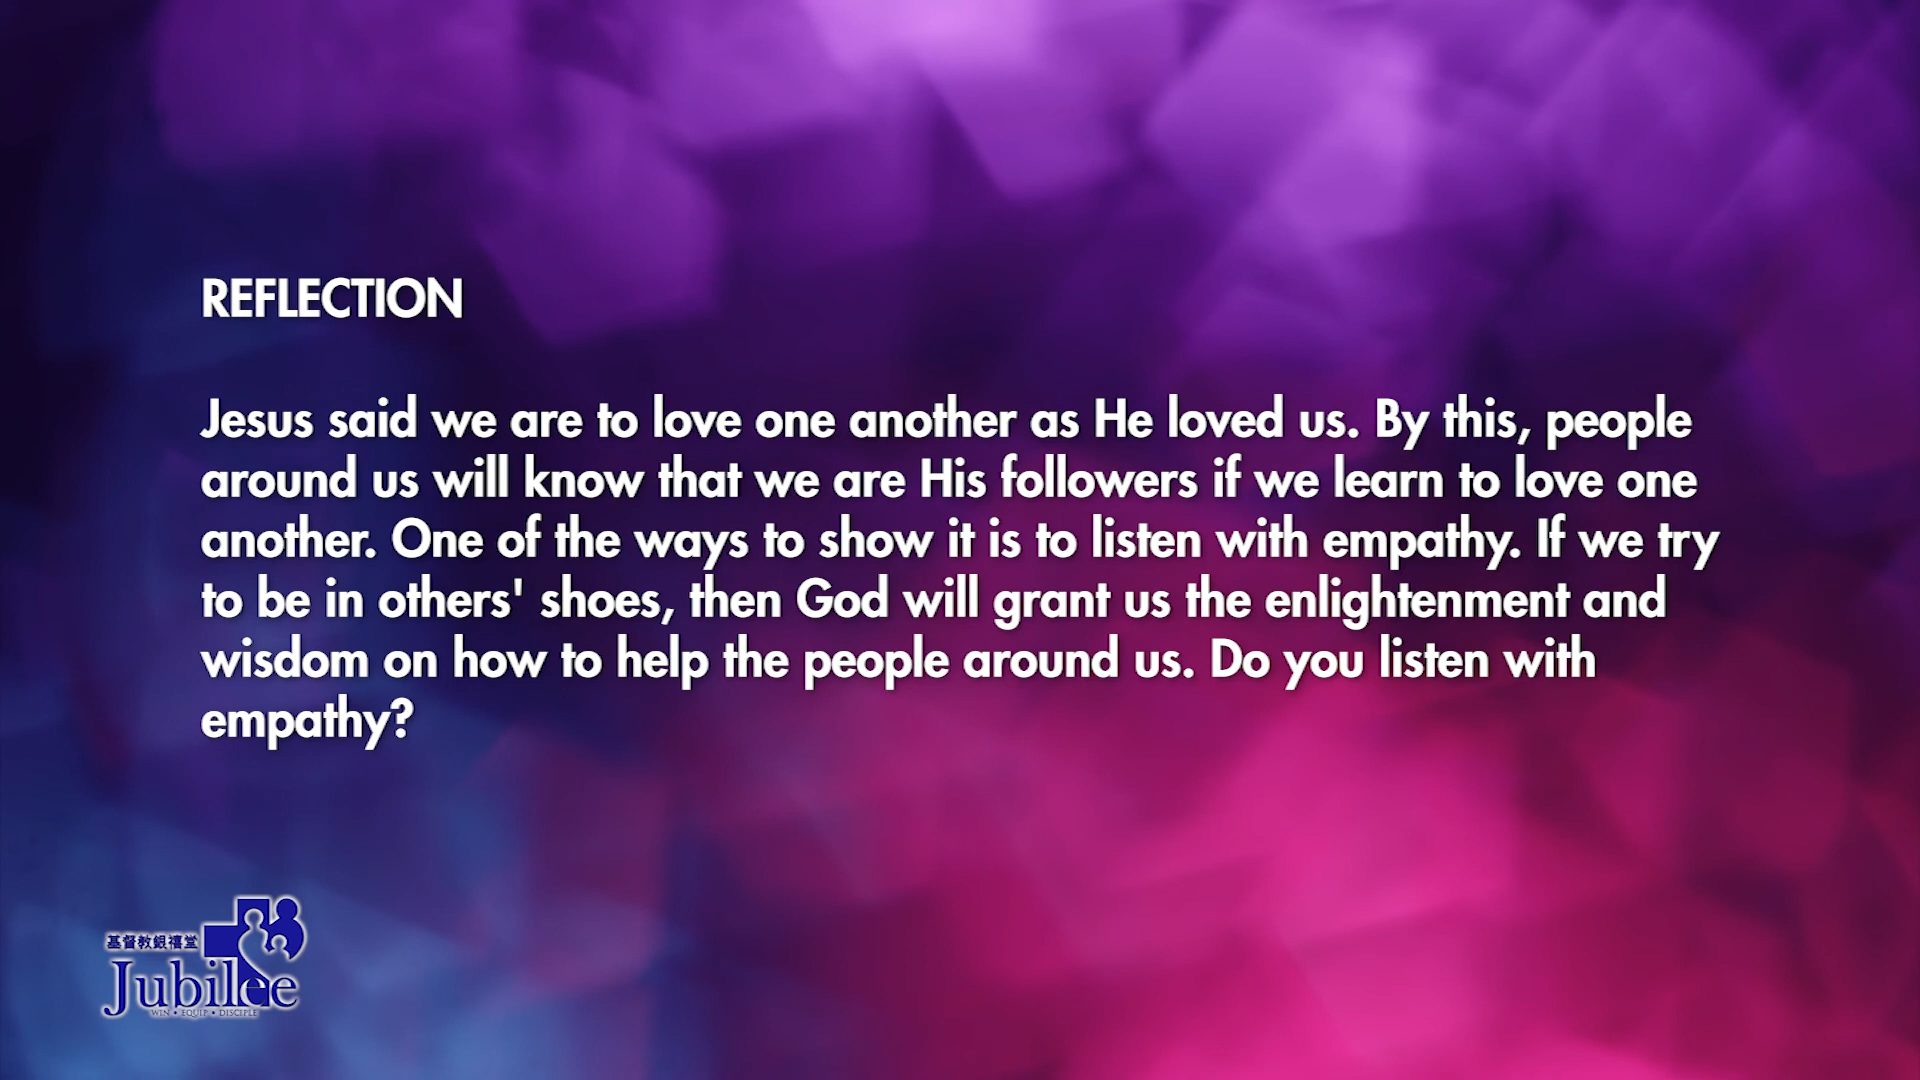 REFLECTION
Jesus said we are to love one another as He loved us. By this, people
around us will know that we are His followers if we learn to love one
another. One of the ways to show it is to listen with empathy. If we try
to be in others' shoes, then God will grant us the enlightenment and
wisdom on how to help the people around us. Do you listen with
empathy?
基督教銀禧堂
Jubilee
WIN • EQUIP • DISCIPLE